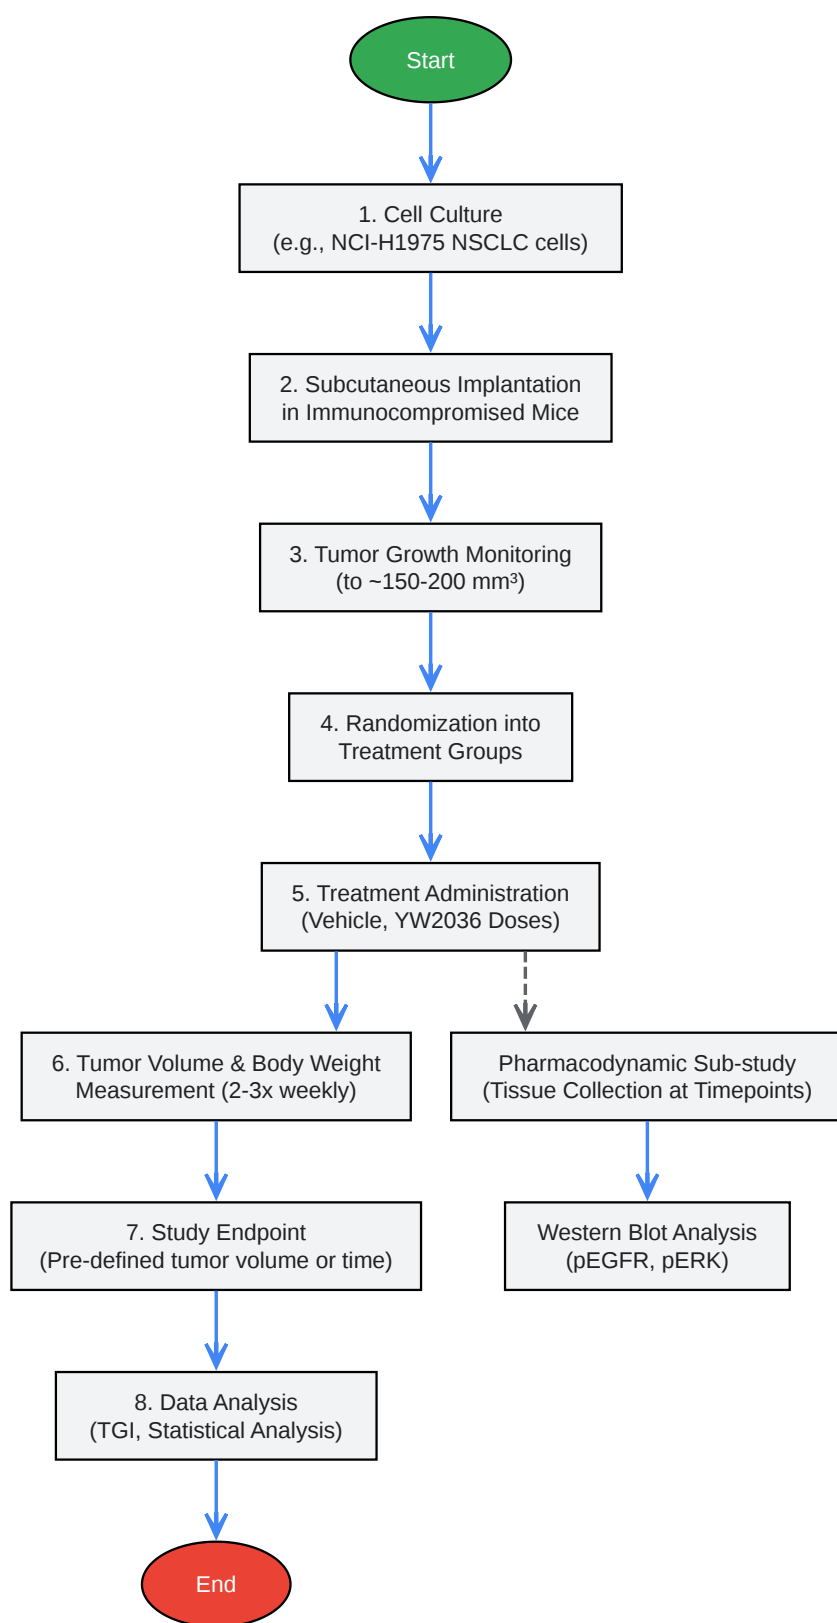 Start
1. Cell Culture
(e.g., NCI-H1975 NSCLC cells)
2. Subcutaneous Implantation
in Immunocompromised Mice
3. Tumor Growth Monitoring
(to ~150-200 mm³)
4. Randomization into
Treatment Groups
5. Treatment Administration
(Vehicle, YW2036 Doses)
6. Tumor Volume & Body Weight
Measurement (2-3x weekly)
Pharmacodynamic Sub-study
(Tissue Collection at Timepoints)
7. Study Endpoint
(Pre-defined tumor volume or time)
Western Blot Analysis
(pEGFR, pERK)
8. Data Analysis
(TGI, Statistical Analysis)
End